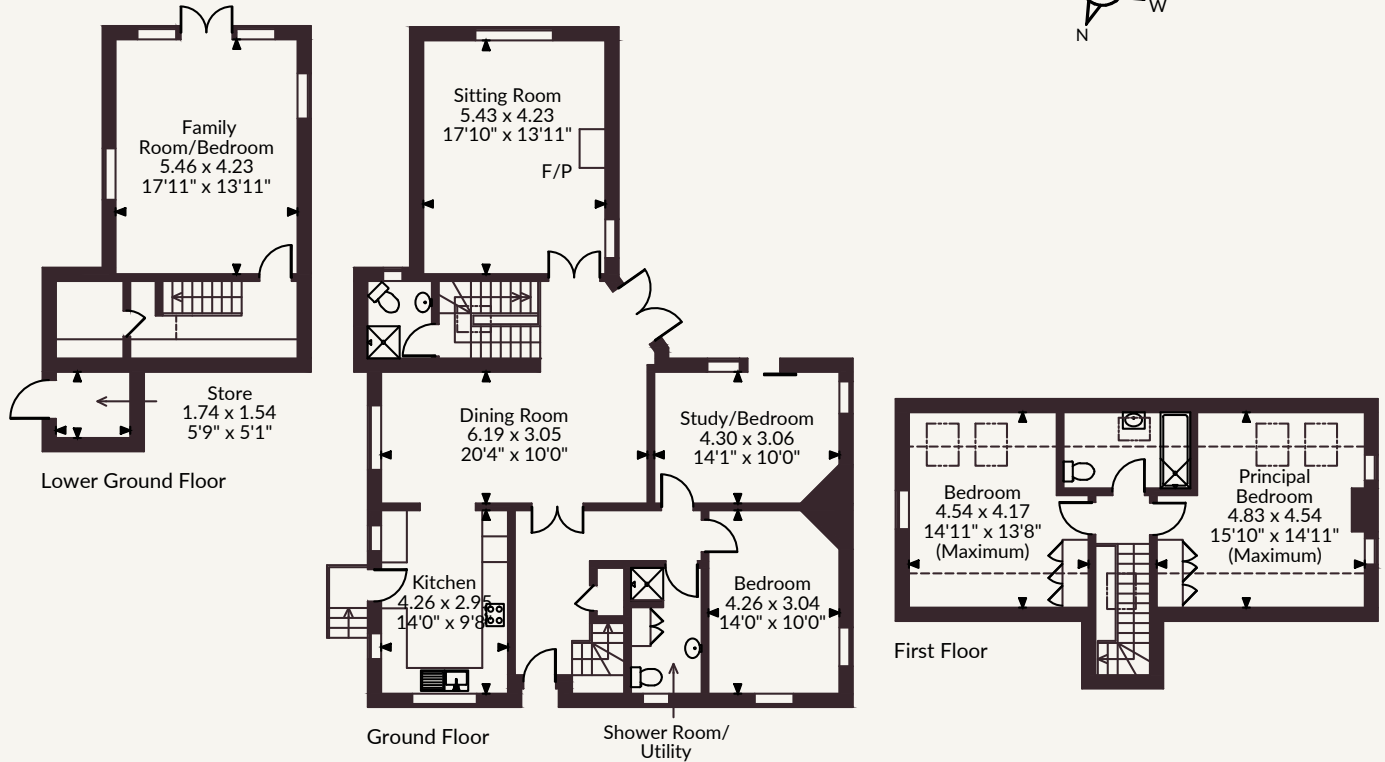 W
N
Family
Room/Bedroom
5.46 x 4.23
17'11" x 13'11"
Store
1.74 x 1.54
5'9" x 5'1"
Lower Ground Floor
Sitting Room
5.43 x 4.23
17'10" x 13'11"
F/P
Dining Room
6.19 x 3.05
20'4" x 10'0"
Study/Bedroom
4.30 x 3.06
14'1" x 10'0"
Kitchen
4.26 x 2.95
14'0" x 9'8"
Bedroom
4.26 x 3.04
14'0" x 10'0"
Shower Room/
Utility
Ground Floor
Bedroom
4.54 x 4.17
14'11" x 13'8"
(Maximum)
Principal
Bedroom
4.83 x 4.54
15'10" x 14'11"
(Maximum)
First Floor